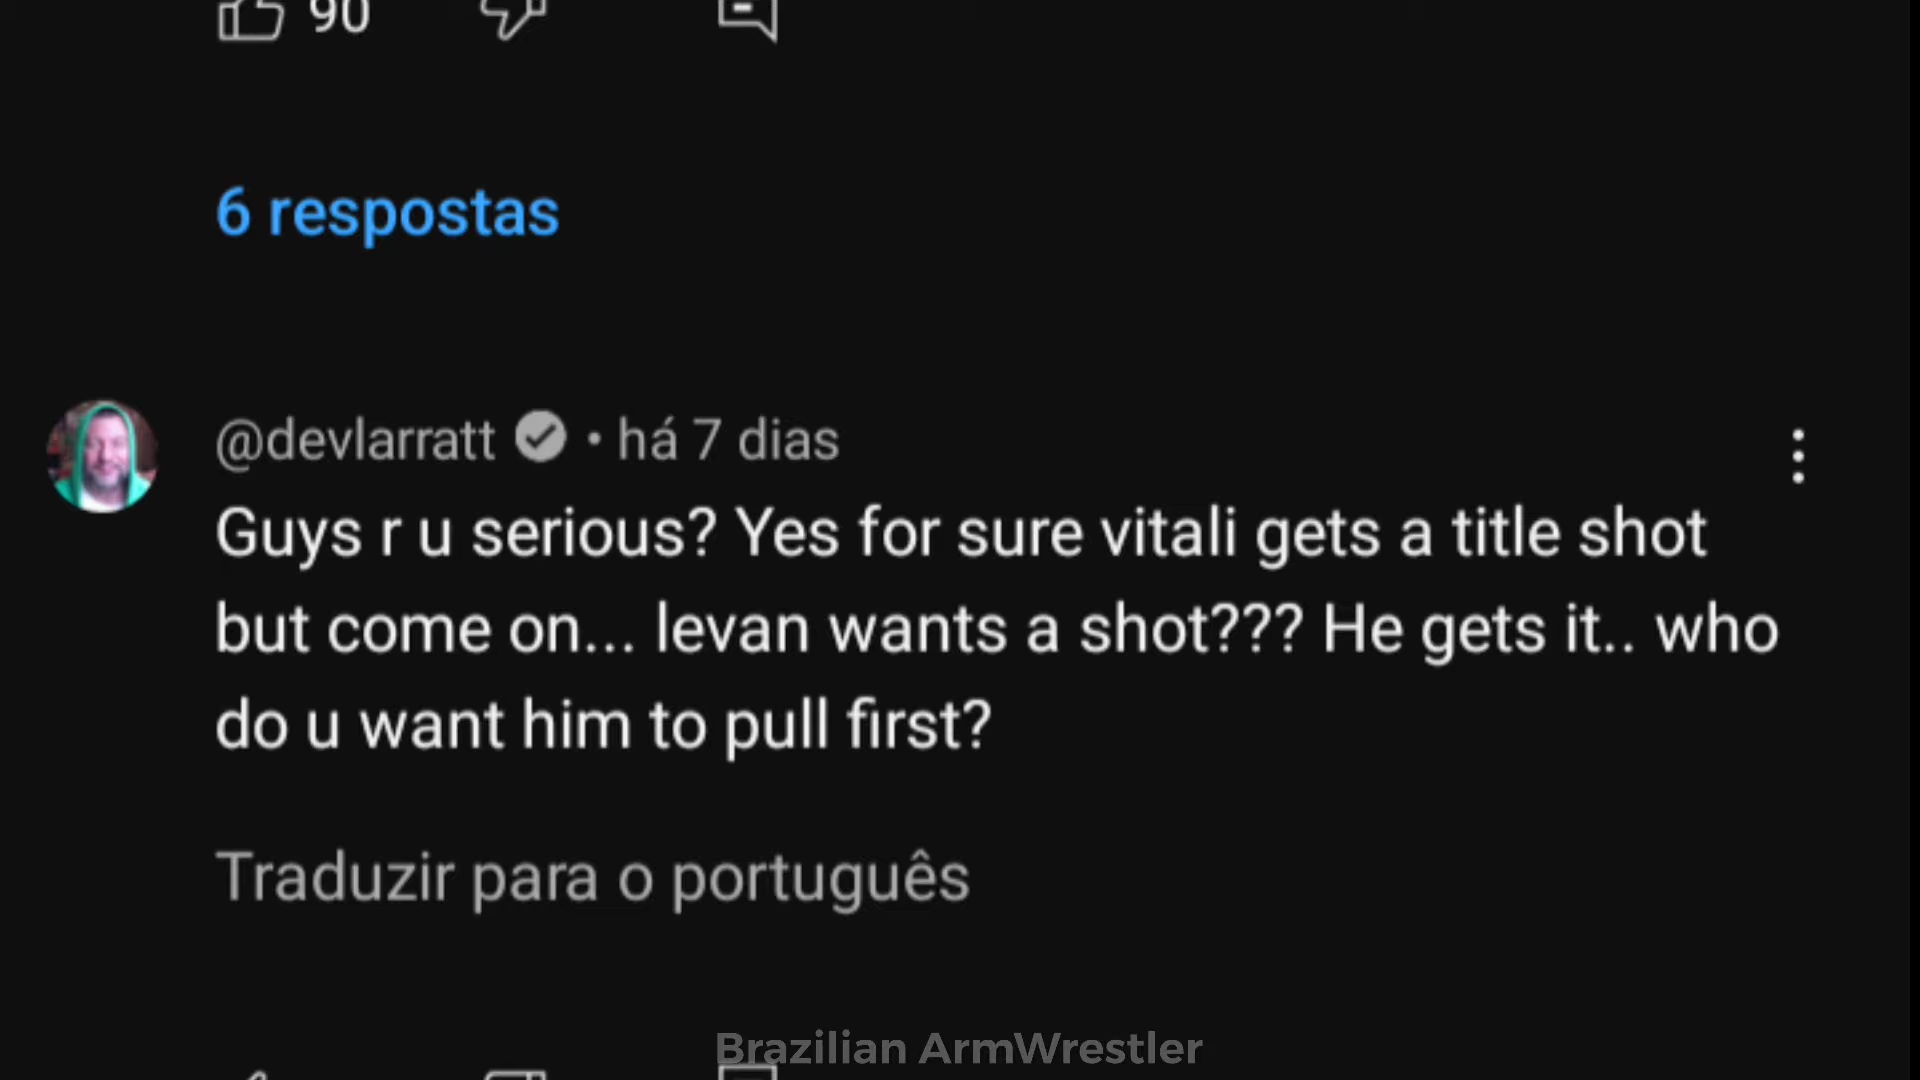 90
6 respostas
@devlarratt • há 7 dias
Guys r u serious? Yes for sure vitali gets a title shot
but come on... levan wants a shot??? He gets it.. who
do u want him to pull first?
Traduzir para o português
Brazilian ArmWrestler